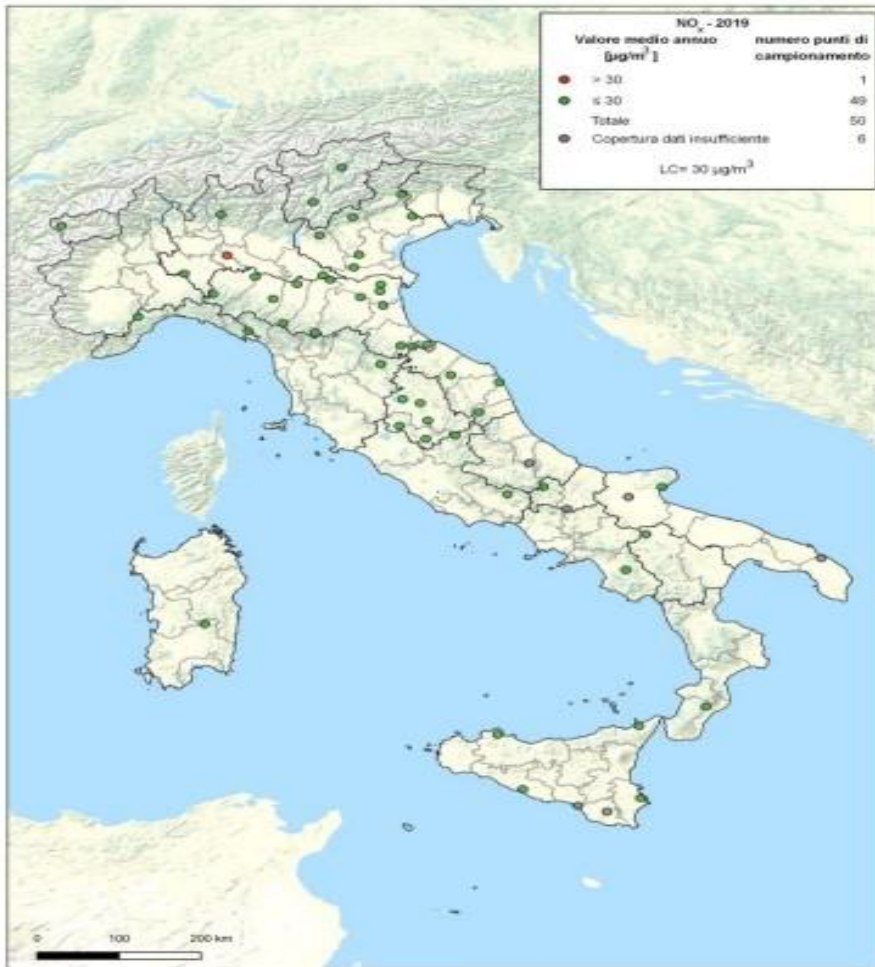 NOx - 2019
Valore medio annuo numero punti di
[µg/m³] campionamento
> 30 1
≤ 30 49
Totale 50
Copertura dati insufficiente 6
LC= 30 µg/m³
0 100 200 km